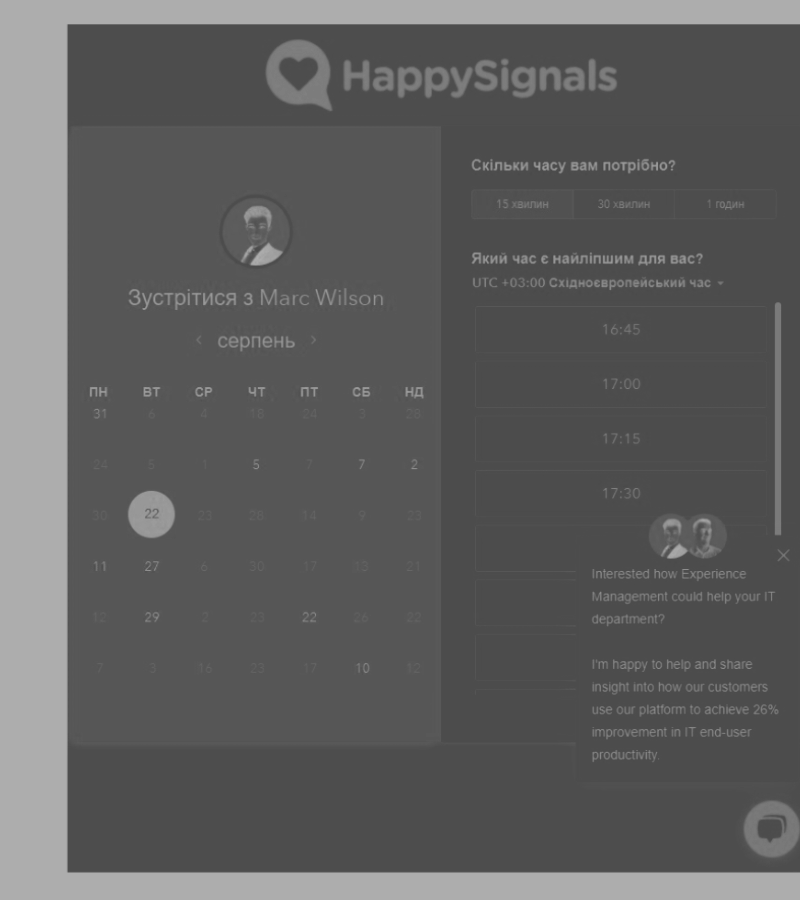 HappySignals
Зустрітися з Marc Wilson
серпень
ПН ВТ СР ЧТ ПТ СБ НД
31 6 4 18 24 3 28
24 5 1 5 7 7 2
30 22 23 28 14 9 23
11 27 6 30 17 21
12 29 2 23 22 26 22
7 3 16 23 17 10 12
Скільки часу вам потрібно?
15 хвилин 30 хвилин 1 годин
Який час є найліпшим для вас?
UTC +03:00 Східноєвропейський час
16:45
17:00
17:15
17:30
Interested how Experience
Management could help your IT
department?
I'm happy to help and share
insight into how our customers
use our platform to achieve 26%
improvement in IT end-user
productivity.